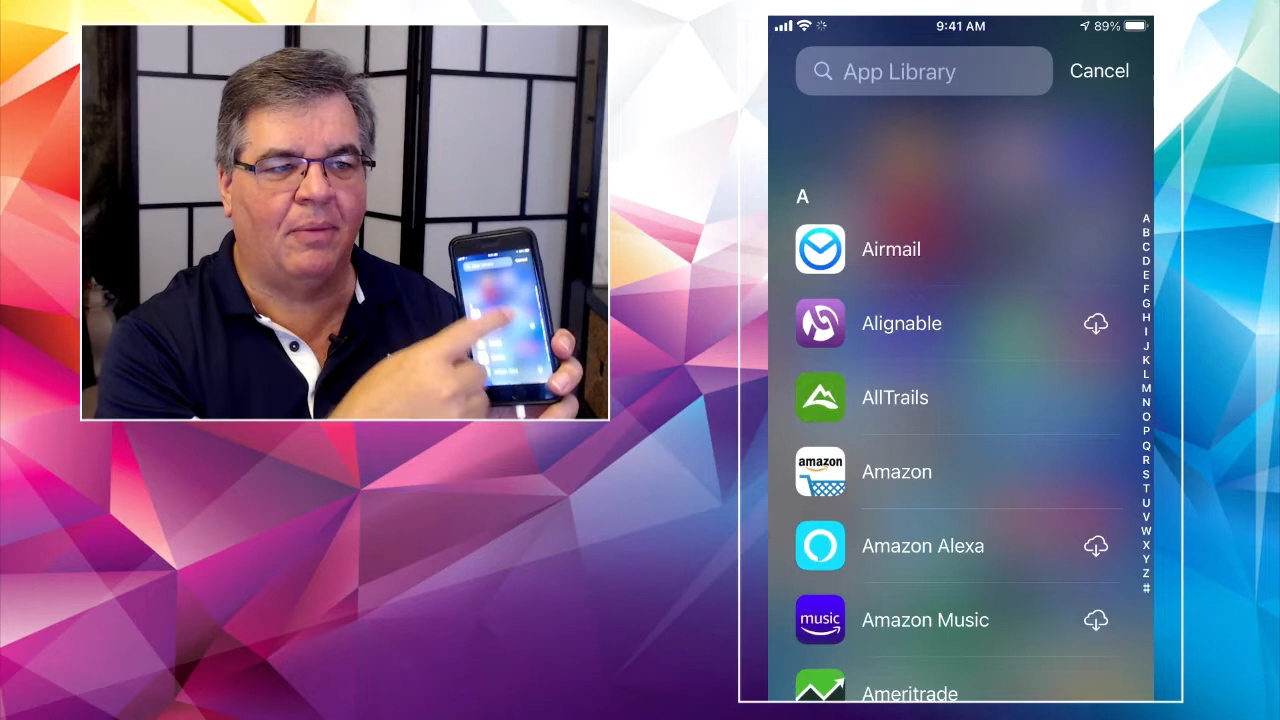 9:41 AM
89%
App Library
Cancel
A
Airmail
Alignable
AllTrails
amazon
Amazon
Amazon Alexa
music
Amazon Music
Ameritrade
A
B
C
D
E
F
G
H
I
J
K
L
M
N
O
P
Q
R
S
T
U
V
W
X
Y
Z
#